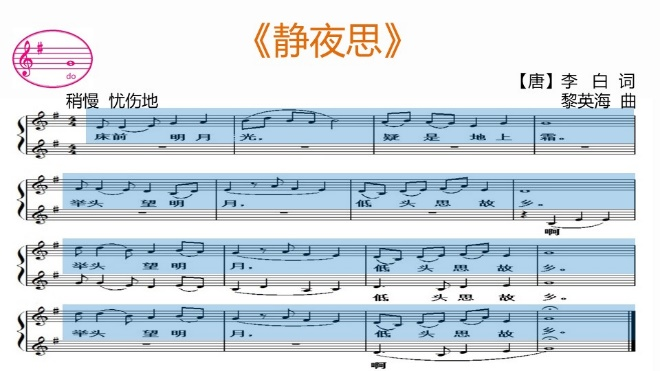 《静夜思》
do
【唐】李 白 词
稍慢 忧伤地
黎英海 曲
床前 明月 光, 疑是 地上 霜。
举头 望明 月, 低头 思故 乡。
啊
举头 望明 月, 低头 思故 乡。
低 头 思 故 乡。
举头 望明 月, 低头 思故 乡。
啊